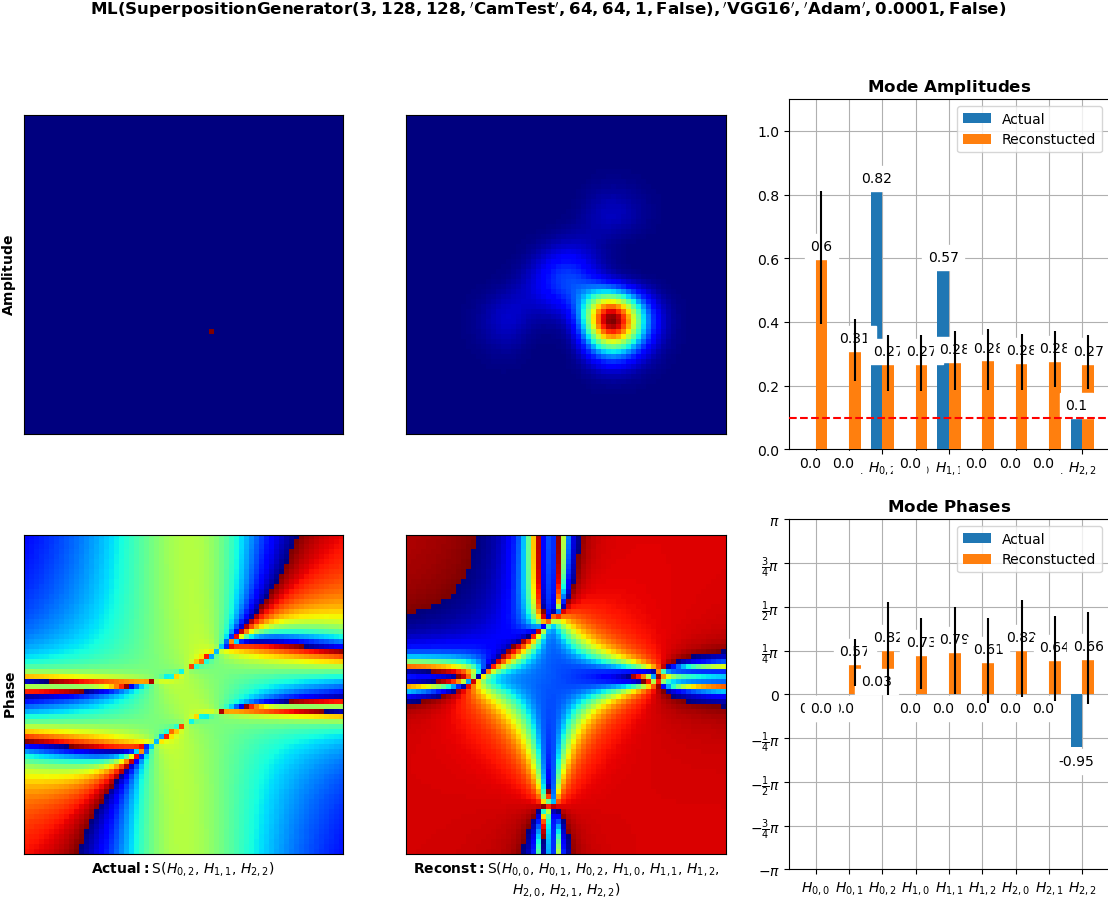 ML(SuperpositionGenerator(3, 128, 128, 'CamTest', 64, 64, 1, False), 'VGG16', 'Adam', 0.0001, False)
Amplitude
Mode Amplitudes
Actual
Reconstucted
1.0
0.8
0.6
0.4
0.2
0.0
0.82
0.6
0.57
0.31
0.27
0.27
0.28
0.28
0.28
0.28
0.27
0.1
0.0
0.0
0.0
0.0
0.0
0.0
H2,2
Phase
Mode Phases
Actual
Reconstucted
π
3/4π
1/2π
1/4π
0
−1/4π
−1/2π
−3/4π
−π
0.57
0.82
0.03
0.73
0.79
0.61
0.82
0.64
0.66
0.0
0.0
0.0
0.0
0.0
-0.95
H0,0 H0,1 H0,2 H1,0 H1,1 H1,2 H2,0 H2,1 H2,2
Actual: S(H0,2, H1,1, H2,2)
Reconst: S(H0,0, H0,1, H0,2, H1,0, H1,1, H1,2,
H2,0, H2,1, H2,2)